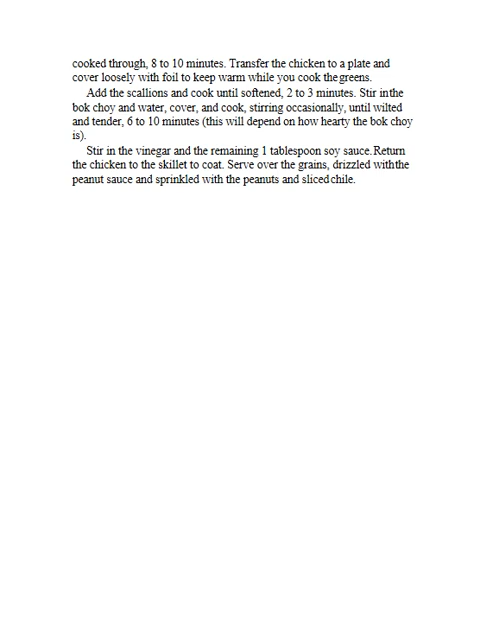 cooked through, 8 to 10 minutes. Transfer the chicken to a plate and
cover loosely with foil to keep warm while you cook the greens.
Add the scallions and cook until softened, 2 to 3 minutes. Stir in the
bok choy and water, cover, and cook, stirring occasionally, until wilted
and tender, 6 to 10 minutes (this will depend on how hearty the bok choy
is).
Stir in the vinegar and the remaining 1 tablespoon soy sauce. Return
the chicken to the skillet to coat. Serve over the grains, drizzled with the
peanut sauce and sprinkled with the peanuts and sliced chile.